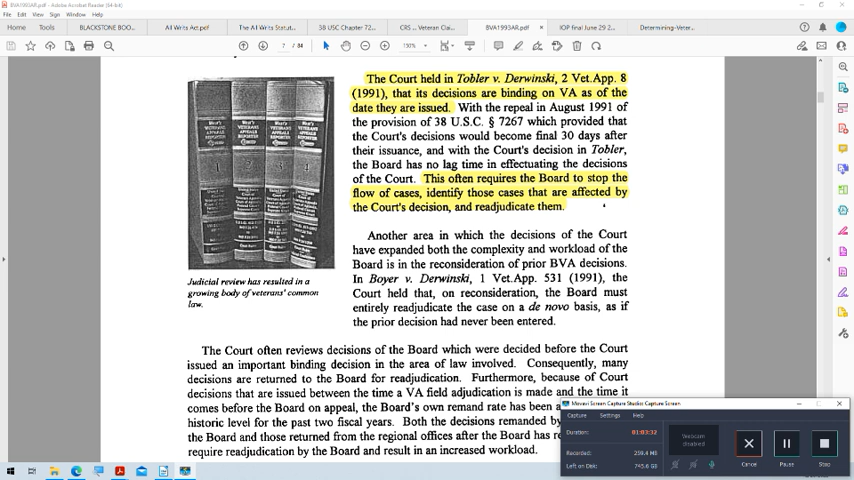 BVA1993AR.pdf - Adobe Acrobat Reader (64-bit)
File Edit View Sign Window Help
Home Tools BLACKSTONE BOO... All Writs Act.pdf The All Writs Statut... 38 USC Chapter 72... CRS ... Veteran Clai... BVA1993AR.pdf × IOP final June 29 2... Determining-Veter...
7 / 84 150%
The Court held in Tobler v. Derwinski, 2 Vet.App. 8
(1991), that its decisions are binding on VA as of the
date they are issued. With the repeal in August 1991 of
the provision of 38 U.S.C. § 7267 which provided that
the Court's decisions would become final 30 days after
their issuance, and with the Court's decision in Tobler,
the Board has no lag time in effectuating the decisions
of the Court. This often requires the Board to stop the
flow of cases, identify those cases that are affected by
the Court's decision, and readjudicate them.
1 2 3 4
Judicial review has resulted in a
growing body of veterans' common
law.
Another area in which the decisions of the Court
have expanded both the complexity and workload of the
Board is in the reconsideration of prior BVA decisions.
In Boyer v. Derwinski, 1 Vet.App. 531 (1991), the
Court held that, on reconsideration, the Board must
entirely readjudicate the case on a de novo basis, as if
the prior decision had never been entered.
The Court often reviews decisions of the Board which were decided before the Court
issued an important binding decision in the area of law involved. Consequently, many
decisions are returned to the Board for readjudication. Furthermore, because of Court
decisions that are issued between the time a VA field adjudication is made and the time it
comes before the Board on appeal, the Board's own remand rate has been a
historic level for the past two fiscal years. Both the decisions remanded by
the Board and those returned from the regional offices after the Board has re
require readjudication by the Board and result in an increased workload.
Movavi Screen Capture Studio: Capture Screen
Capture Settings Help
Duration: 01:03:32
Recorded: 259.4 MB
Left on Disk: 745.6 GB
Webcam
disabled
Cancel Pause Stop